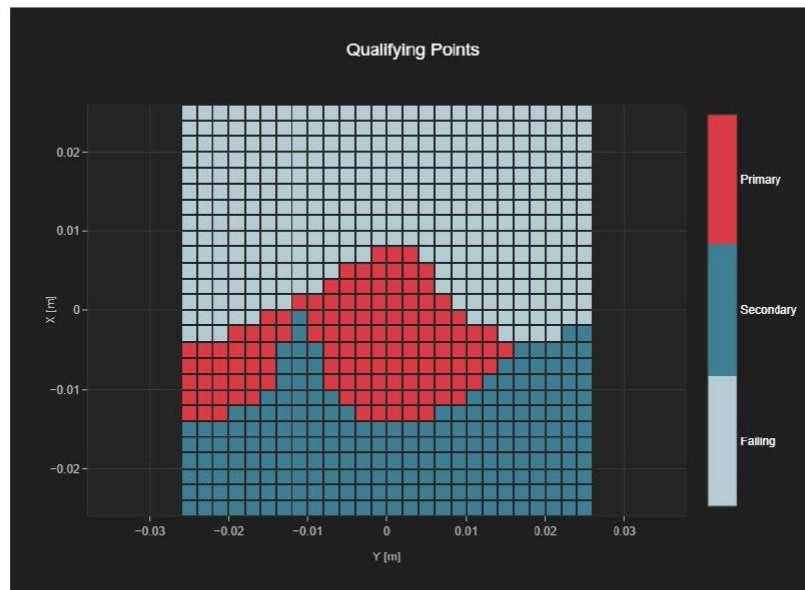 Qualifying Points
0.02
0.01
0
−0.01
−0.02
X [m]
−0.03
−0.02
−0.01
0
0.01
0.02
0.03
Y [m]
Primary
Secondary
Failing